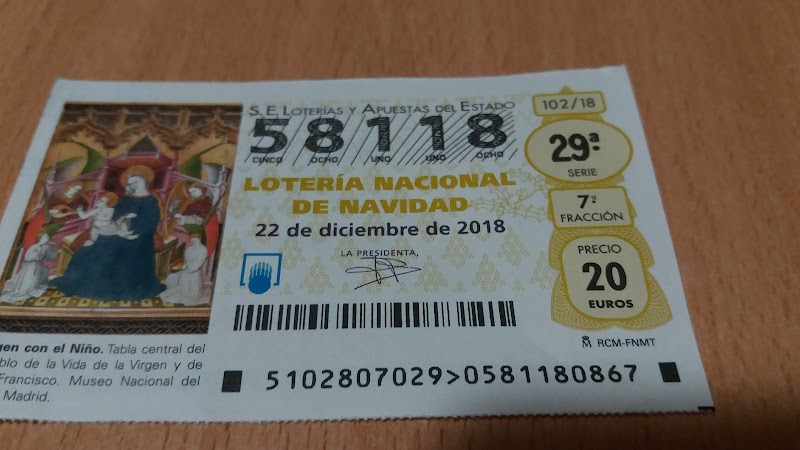 S.E. LOTERÍAS Y APUESTAS DEL ESTADO
58118
CINCO OCHO UNO UNO OCHO
LOTERÍA NACIONAL
DE NAVIDAD
22 de diciembre de 2018
LA PRESIDENTA,
102/18
29ª
SERIE
7ª
FRACCIÓN
PRECIO
20
EUROS
RCM-FNMT
5102807029>0581180867
con el Niño. Tabla central del
de la Vida de la Virgen y de
Francisco. Museo Nacional del
Madrid.